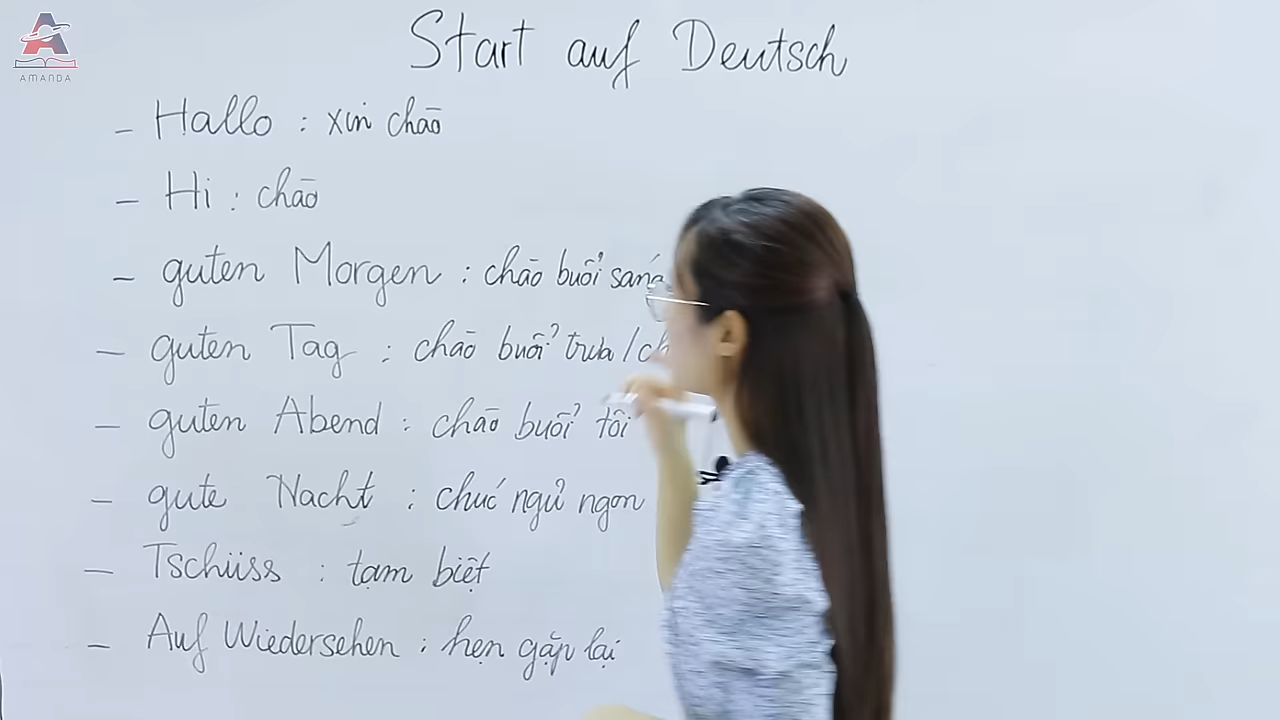 AMANDA
Start auf Deutsch
- Hallo : xin chào
- Hi : chào
- guten Morgen : chào buổi sáng
- guten Tag : chào buổi trưa /
- guten Abend : chào buổi tối
- gute Nacht : chúc ngủ ngon
- Tschüss : tạm biệt
- Auf Wiedersehen : hẹn gặp lại